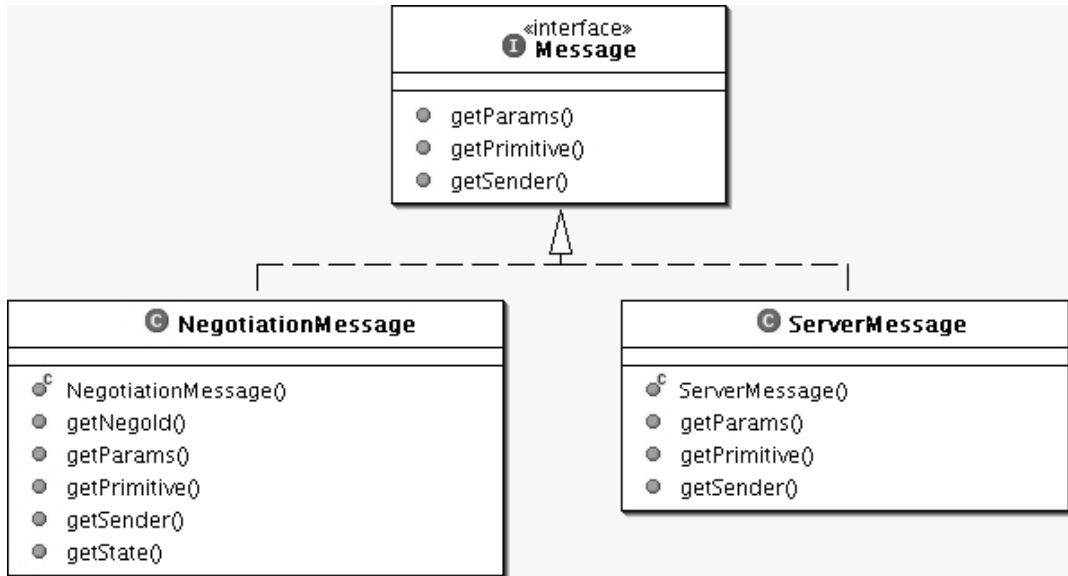 «interface»
I Message
getParams()
getPrimitive()
getSender()
C NegotiationMessage
C NegotiationMessage()
getNegoId()
getParams()
getPrimitive()
getSender()
getState()
C ServerMessage
C ServerMessage()
getParams()
getPrimitive()
getSender()